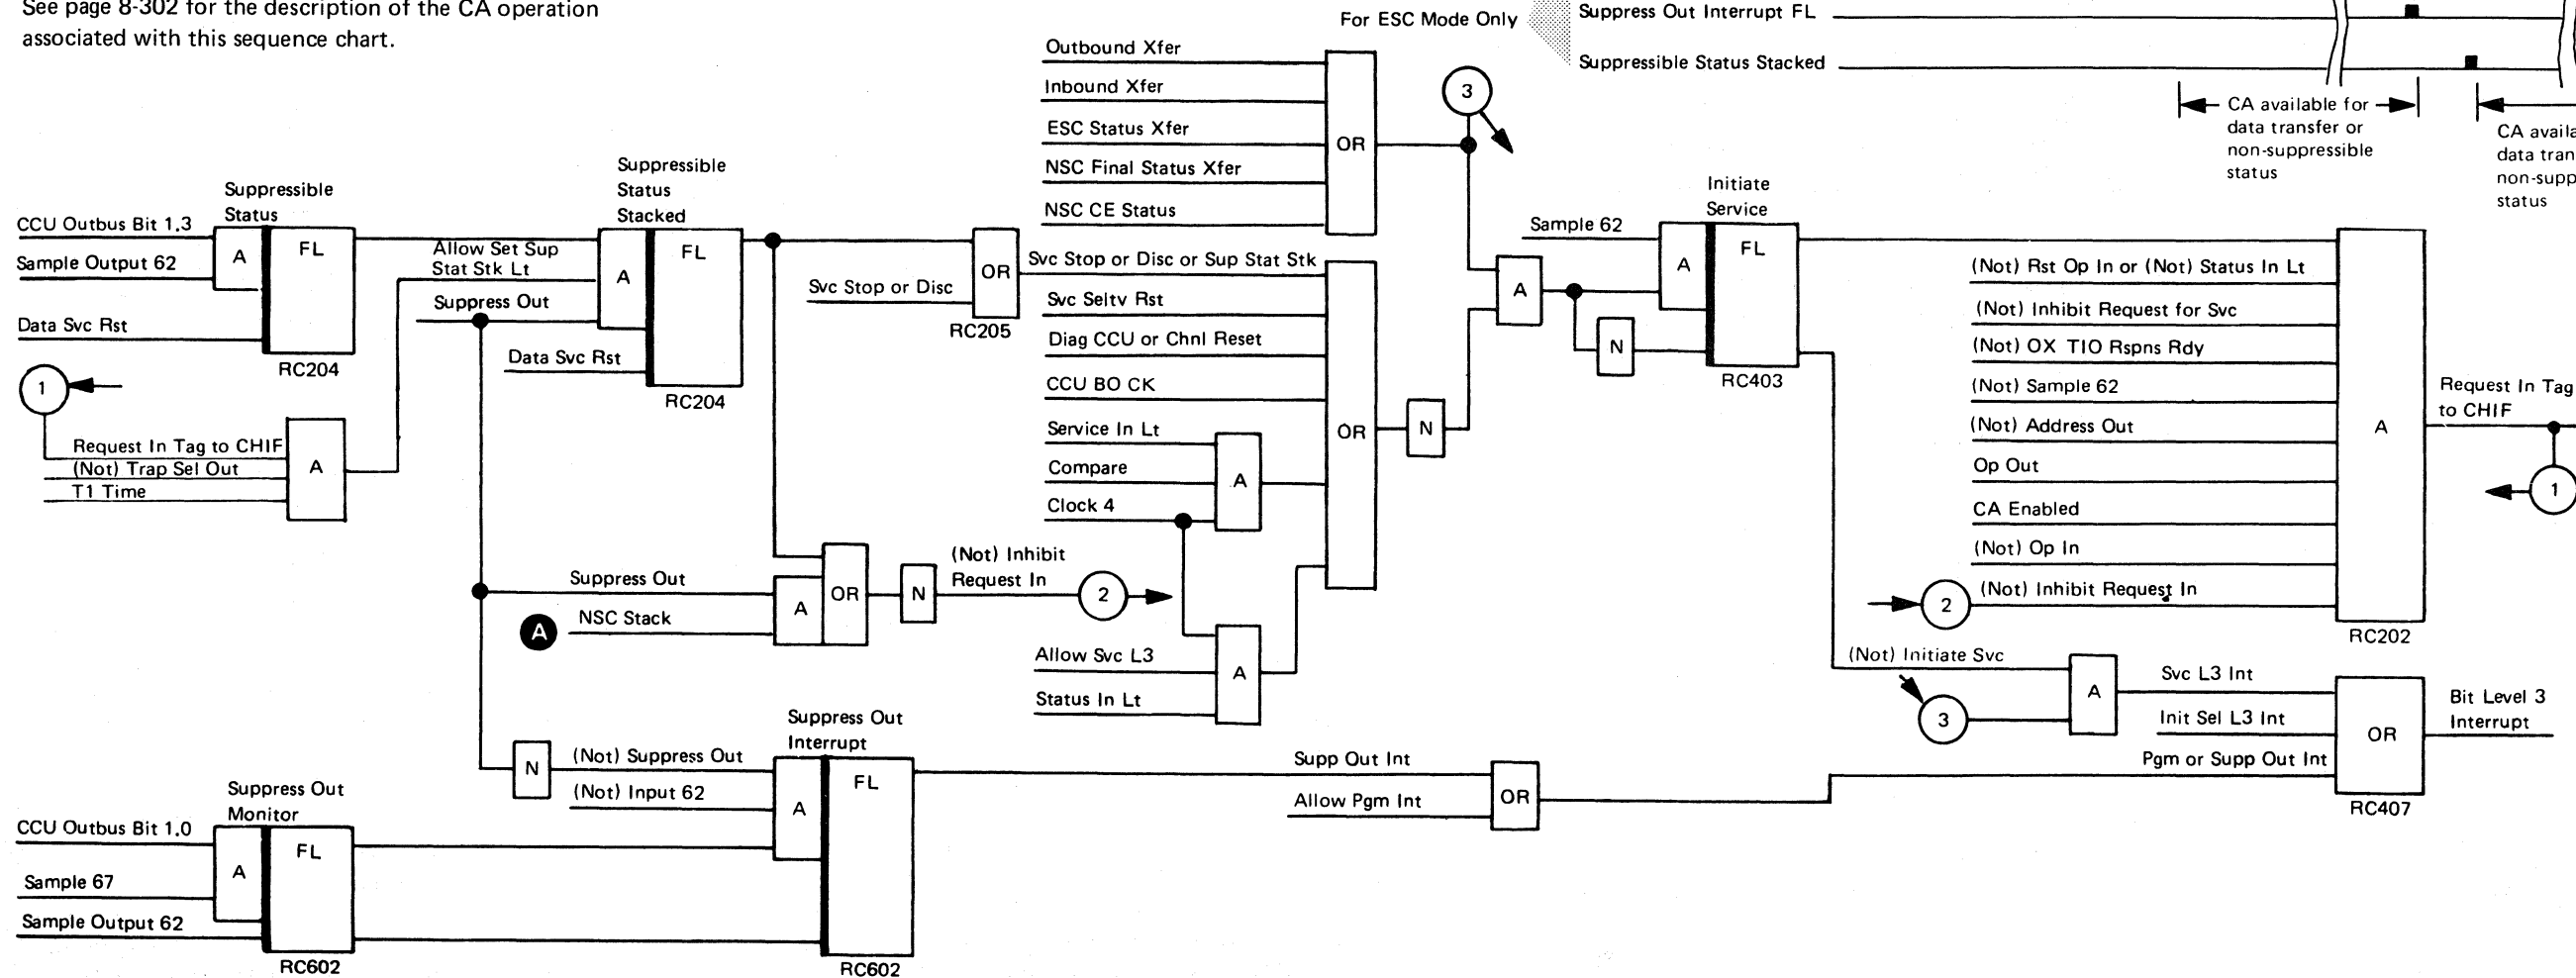 See page 8-302 for the description of the CA operation
associated with this sequence chart.
For ESC Mode Only
Suppress Out Interrupt FL
Suppressible Status Stacked
CA available for
data transfer or
non-suppressible
status
data
status
Outbound Xfer
Inbound Xfer
ESC Status Xfer
NSC Final Status Xfer
NSC CE Status
OR
3
Suppressible
Status
CCU Outbus Bit 1.3
Sample Output 62
Data Svc Rst
A
FL
RC204
Suppressible
Status
Stacked
Allow Set Sup
Stat Stk Lt
Suppress Out
Data Svc Rst
A
FL
RC204
1
Request In Tag to CHIF
(Not) Trap Sel Out
T1 Time
A
Svc Stop or Disc
OR
RC205
Svc Stop or Disc or Sup Stat Stk
Svc Seltv Rst
Diag CCU or Chnl Reset
CCU BO CK
Service In Lt
Compare
Clock 4
A
OR
N
Allow Svc L3
Status In Lt
A
A
Sample 62
Initiate
Service
A
FL
N
RC403
(Not) Rst Op In or (Not) Status In Lt
(Not) Inhibit Request for Svc
(Not) OX TIO Rspns Rdy
(Not) Sample 62
(Not) Address Out
Op Out
CA Enabled
(Not) Op In
2
(Not) Inhibit Request In
A
RC202
Request In Tag
to CHIF
1
A
Suppress Out
NSC Stack
A
OR
N
(Not) Inhibit
Request In
2
(Not) Initiate Svc
3
A
Svc L3 Int
Init Sel L3 Int
Pgm or Supp Out Int
OR
RC407
Bit Level 3
Interrupt
N
(Not) Suppress Out
(Not) Input 62
Suppress Out
Interrupt
A
FL
RC602
Supp Out Int
Allow Pgm Int
OR
Suppress Out
Monitor
CCU Outbus Bit 1.0
Sample 67
Sample Output 62
A
FL
RC602